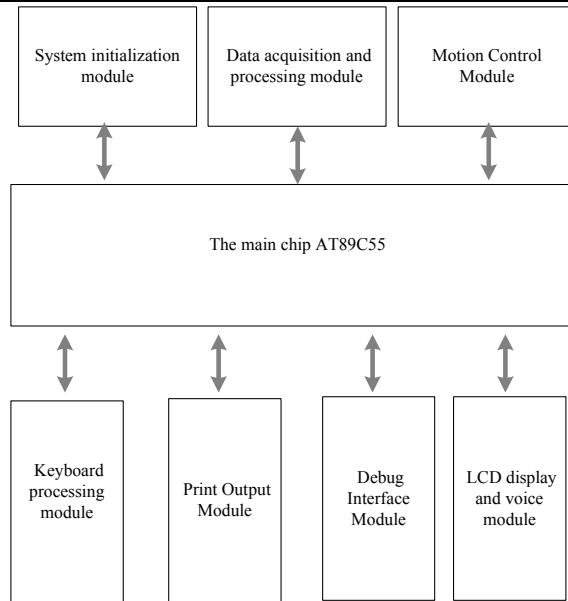 System initialization
module
Data acquisition and
processing module
Motion Control
Module
The main chip AT89C55
Keyboard
processing
module
Print Output
Module
Debug
Interface
Module
LCD display
and voice
module